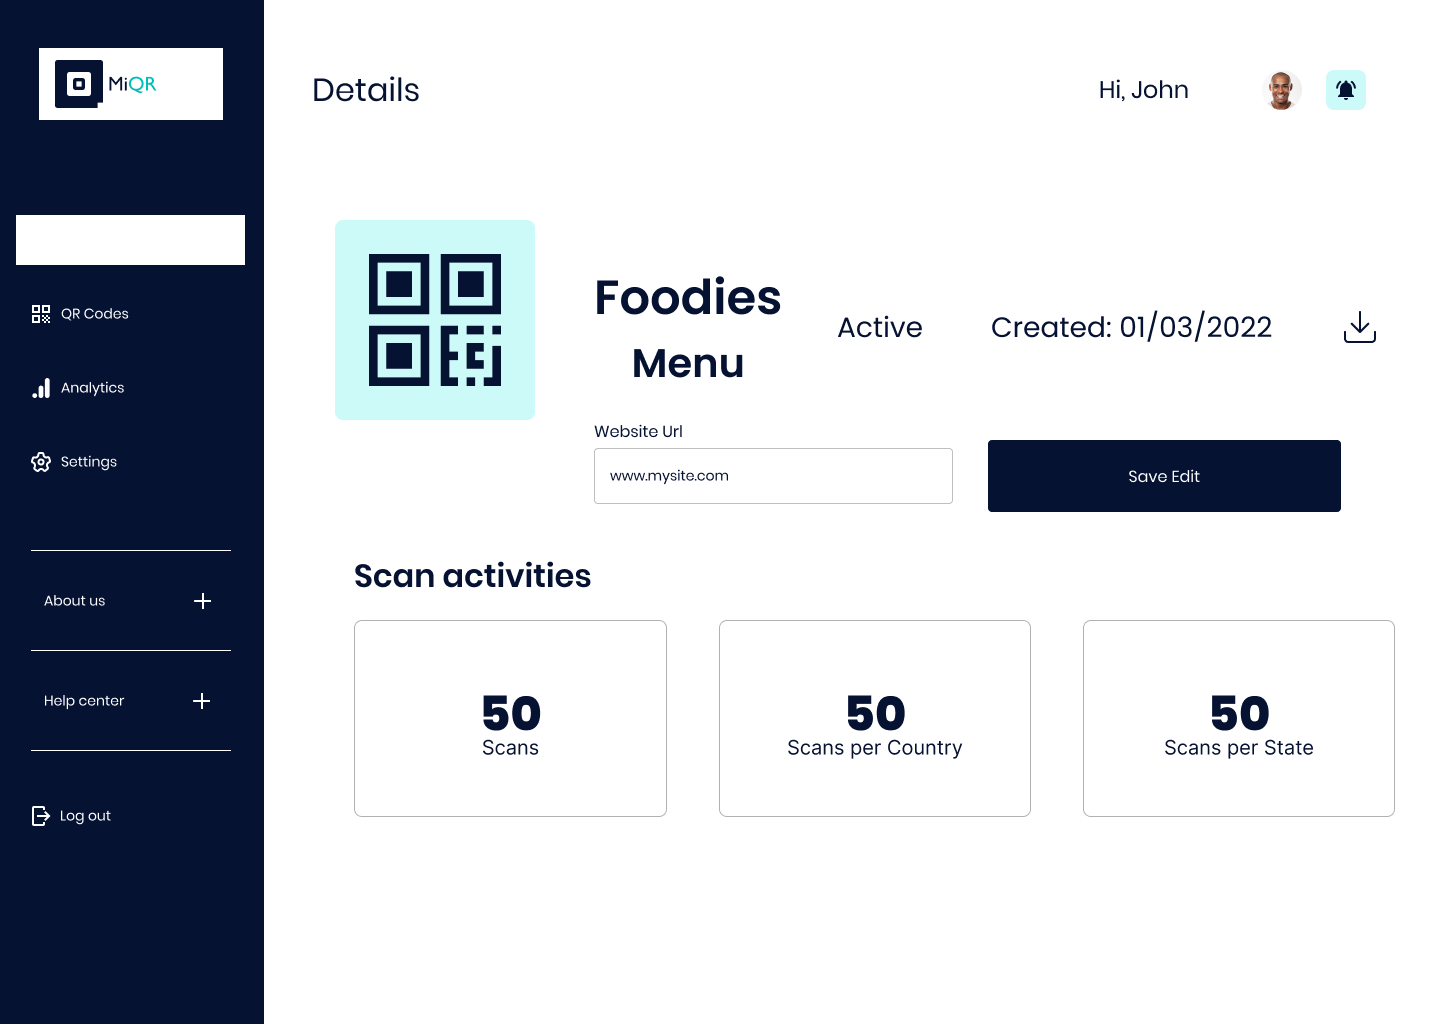 MiQR
Details
Hi, John
QR Codes
Analytics
Settings
About us
Help center
Log out
Foodies
Menu
Active
Created: 01/03/2022
Website Url
www.mysite.com
Save Edit
Scan activities
50
Scans
50
Scans per Country
50
Scans per State